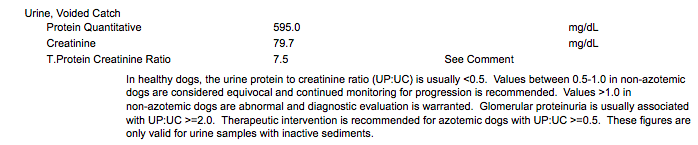 Urine, Voided Catch
Protein Quantitative 595.0 mg/dL
Creatinine 79.7 mg/dL
T.Protein Creatinine Ratio 7.5 See Comment
In healthy dogs, the urine protein to creatinine ratio (UP:UC) is usually <0.5. Values between 0.5-1.0 in non-azotemic
dogs are considered equivocal and continued monitoring for progression is recommended. Values >1.0 in
non-azotemic dogs are abnormal and diagnostic evaluation is warranted. Glomerular proteinuria is usually associated
with UP:UC >=2.0. Therapeutic intervention is recommended for azotemic dogs with UP:UC >=0.5. These figures are
only valid for urine samples with inactive sediments.